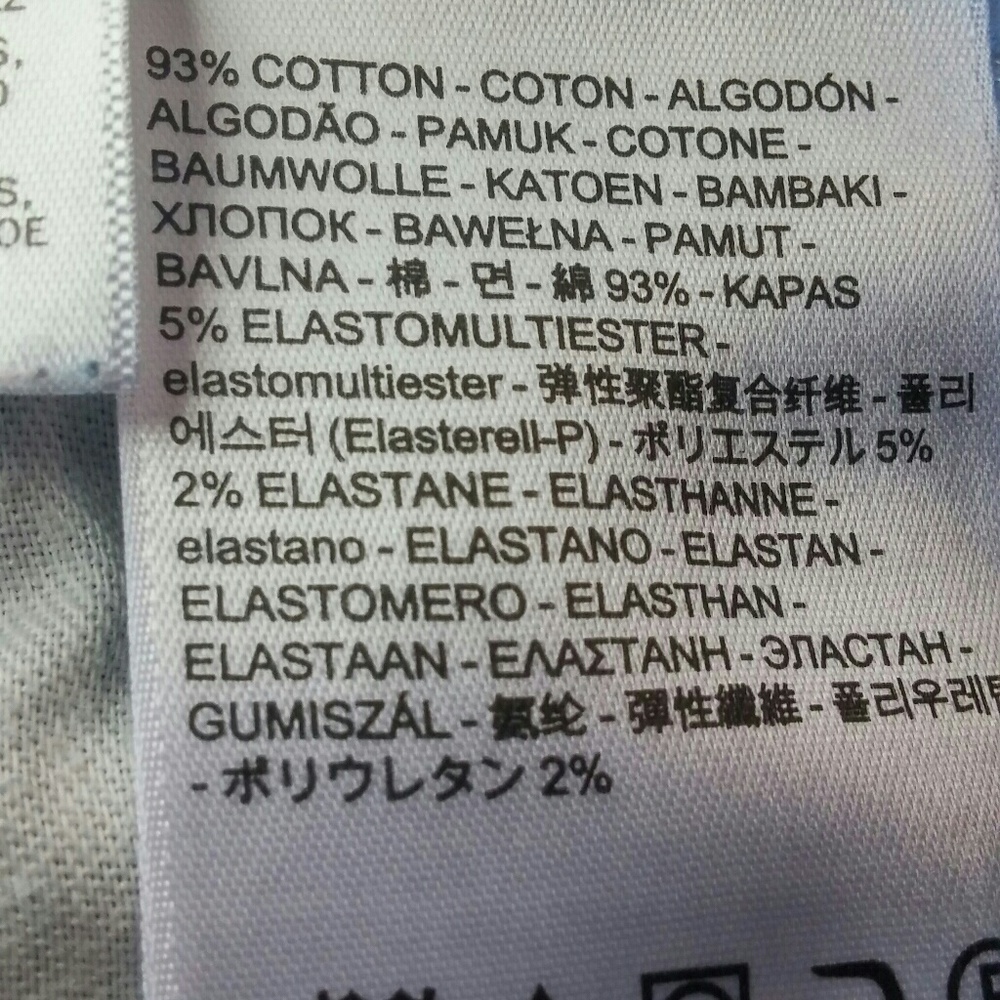 93% COTTON - COTON - ALGODÓN -
ALGODÃO - PAMUK - COTONE -
BAUMWOLLE - KATOEN - BAMBAKI -
ХЛОПОК - BAWEŁNA - PAMUT -
BAVLNA - 棉 - 면 - 綿 93% - KAPAS
5% ELASTOMULTIESTER -
elastomultiester - 弹性聚酯复合纤维 - 폴리
에스터 (Elasterell-P) - ポリエステル 5%
2% ELASTANE - ELASTHANNE -
elastano - ELASTANO - ELASTAN -
ELASTOMERO - ELASTHAN -
ELASTAAN - ΕΛΑΣΤΑΝΗ - ЭЛАСТАН -
GUMISZÁL - 氨纶 - 彈性纖維 - 폴리우레
- ポリウレタン 2%